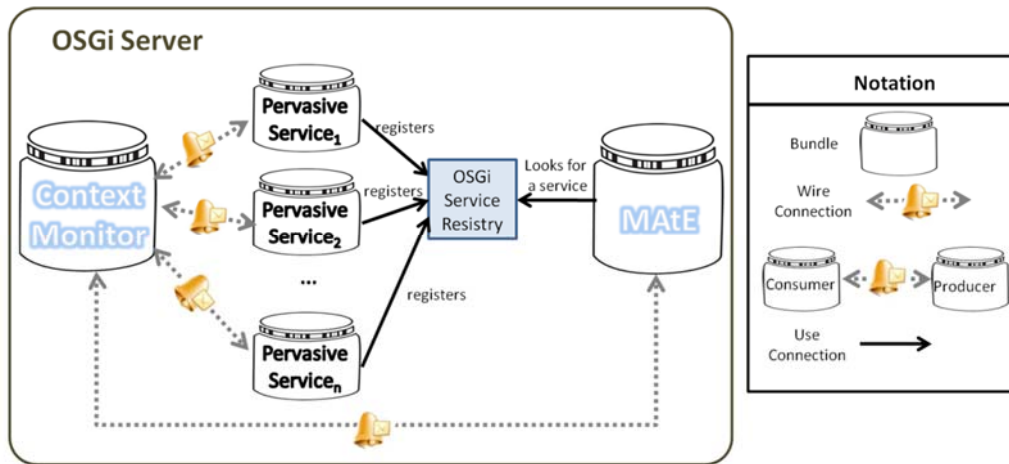 OSGi Server
Pervasive
Service1
registers
Context
Monitor
Pervasive
Service2
registers
...
Pervasive
Servicen
registers
OSGi
Service
Registry
Looks for
a service
MAtE
Notation
Bundle
Wire
Connection
Consumer
Producer
Use
Connection